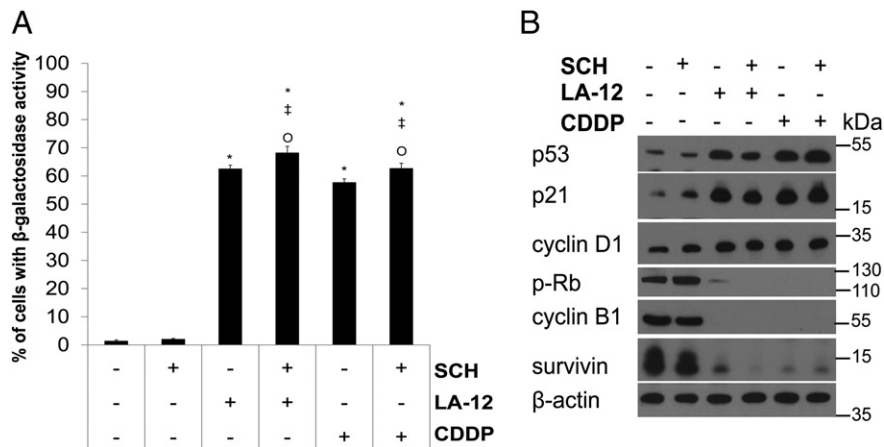 A
% of cells with β-galactosidase activity
100
90
80
70
60
50
40
30
20
10
0
*
* ‡ O
*
* ‡ O
- + - + - + SCH
- - + + - - LA-12
- - - - + + CDDP
B
SCH - + - + - +
LA-12 - - + + - -
CDDP - - - - + + kDa
p53 55
p21 15
cyclin D1 35
p-Rb 130
110
cyclin B1 55
survivin 15
β-actin 35